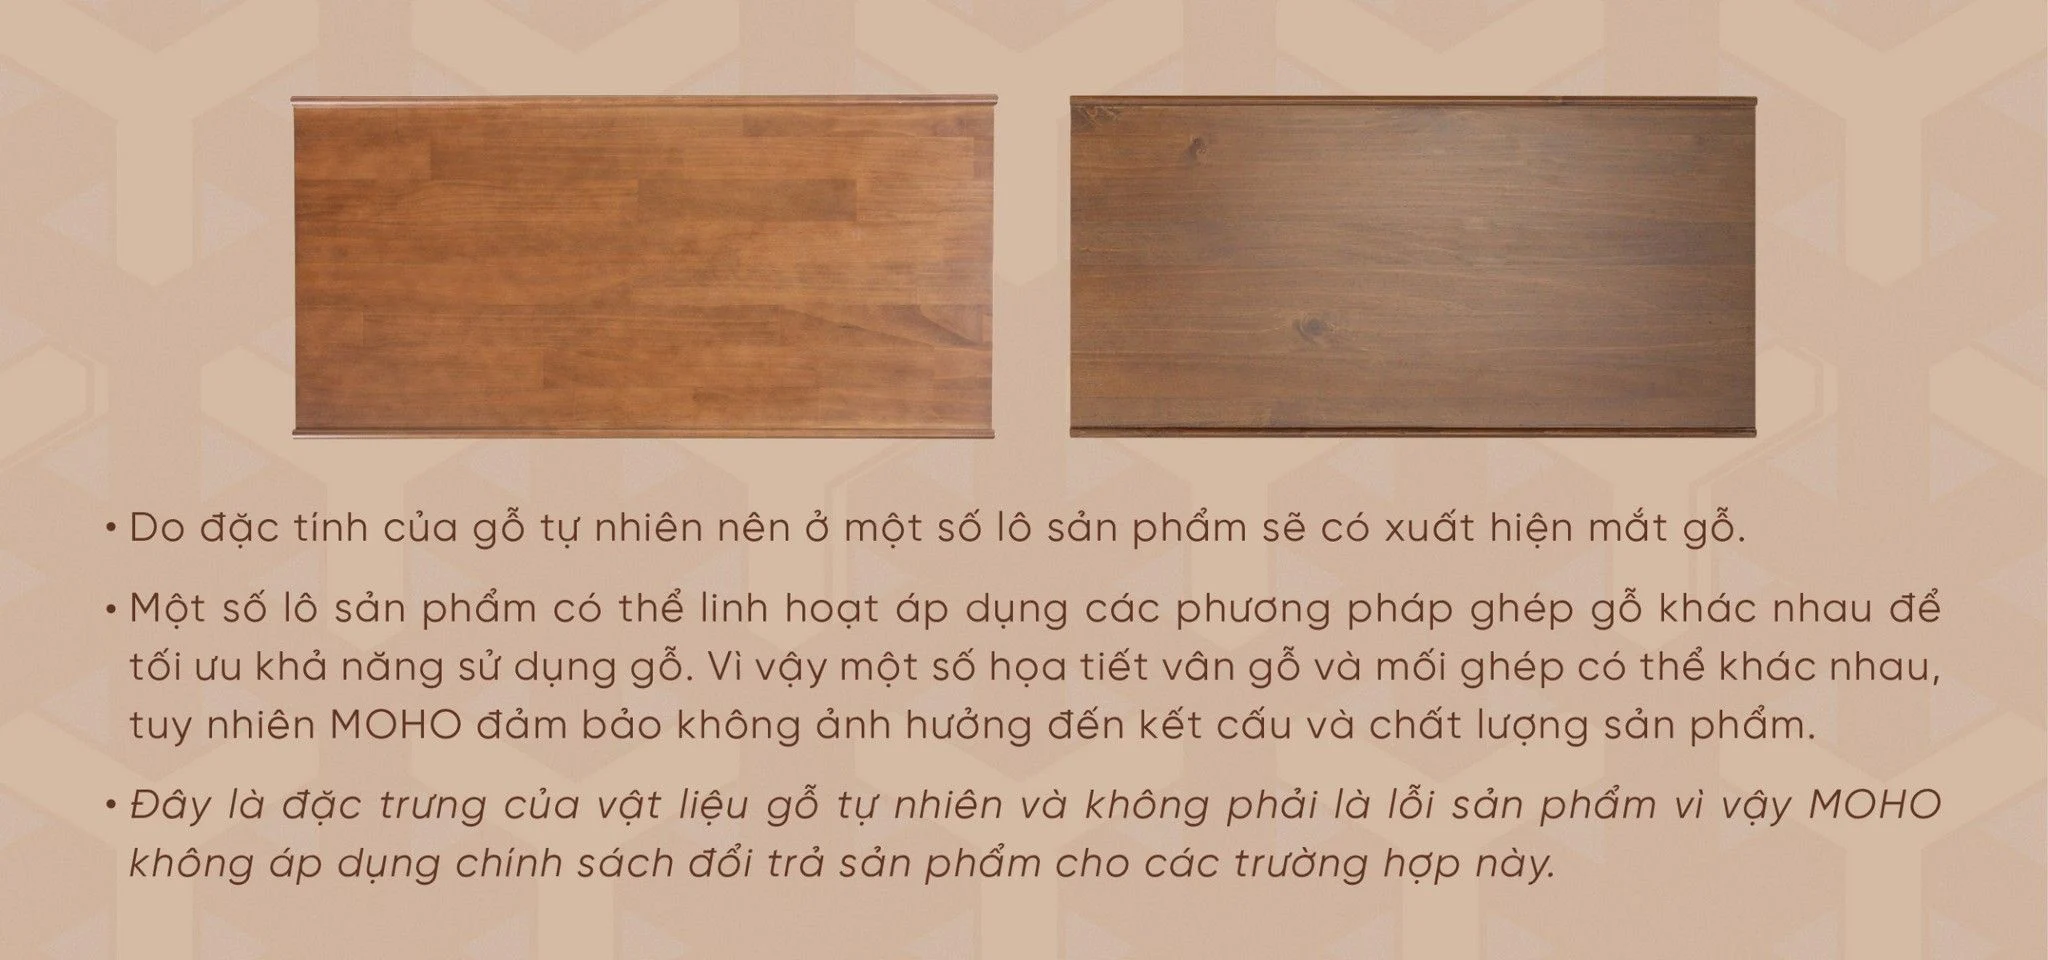 • Do đặc tính của gỗ tự nhiên nên ở một số lô sản phẩm sẽ có xuất hiện mắt gỗ.
• Một số lô sản phẩm có thể linh hoạt áp dụng các phương pháp ghép gỗ khác nhau để
tối ưu khả năng sử dụng gỗ. Vì vậy một số họa tiết vân gỗ và mối ghép có thể khác nhau,
tuy nhiên MOHO đảm bảo không ảnh hưởng đến kết cấu và chất lượng sản phẩm.
• Đây là đặc trưng của vật liệu gỗ tự nhiên và không phải là lỗi sản phẩm vì vậy MOHO
không áp dụng chính sách đổi trả sản phẩm cho các trường hợp này.